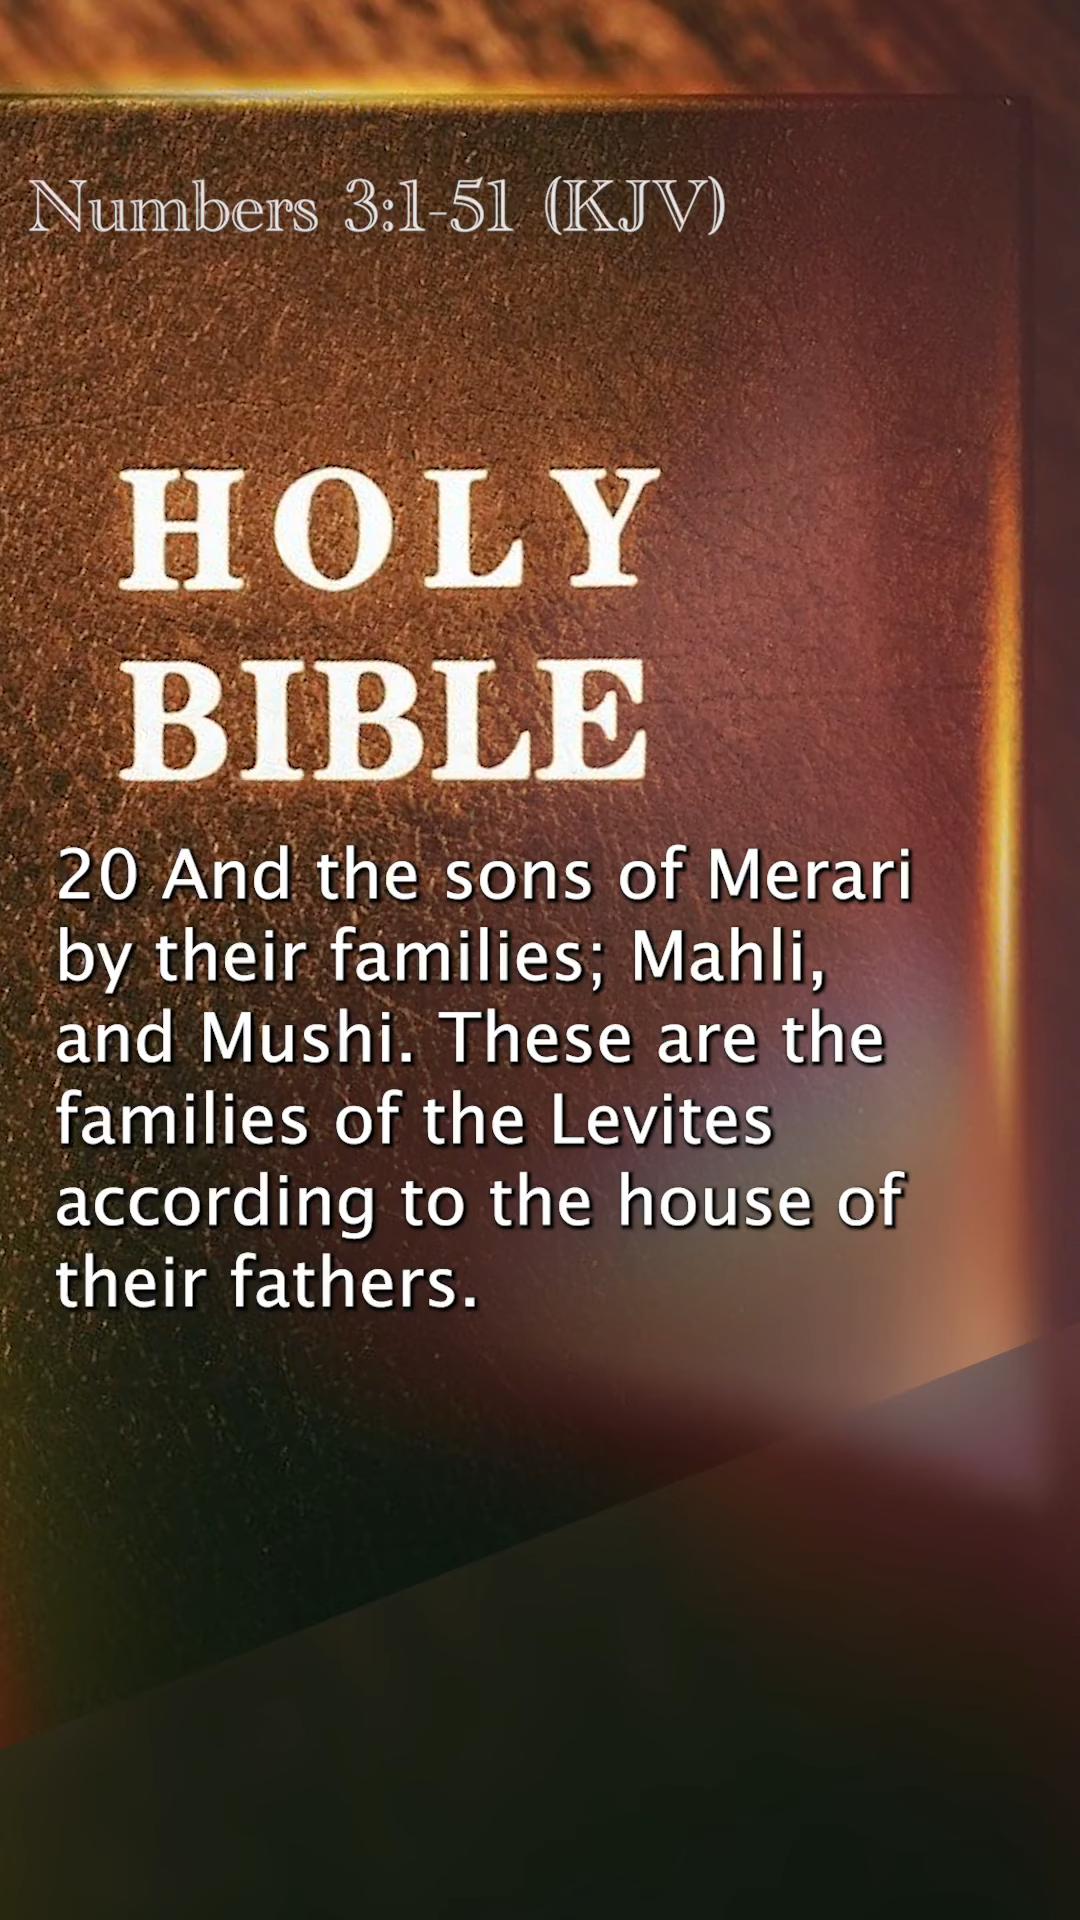 Numbers 3:1-51 (KJV)
HOLY
BIBLE
20 And the sons of Merari
by their families; Mahli,
and Mushi. These are the
families of the Levites
according to the house of
their fathers.